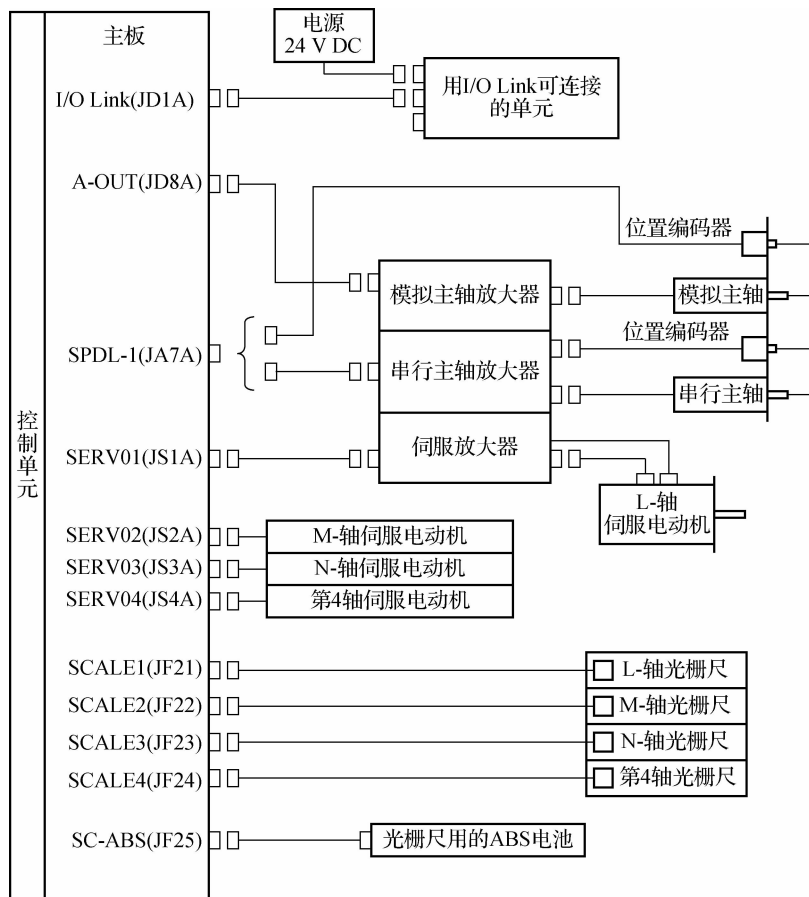 主板
电源
24 V DC
I/O Link(JD1A)
用I/O Link可连接
的单元
A-OUT(JD8A)
位置编码器
模拟主轴放大器
模拟主轴
SPDL-1(JA7A)
位置编码器
串行主轴放大器
串行主轴
控制单元
SERV01(JS1A)
伺服放大器
L-轴
伺服电动机
SERV02(JS2A)
M-轴伺服电动机
SERV03(JS3A)
N-轴伺服电动机
SERV04(JS4A)
第4轴伺服电动机
SCALE1(JF21)
L-轴光栅尺
SCALE2(JF22)
M-轴光栅尺
SCALE3(JF23)
N-轴光栅尺
SCALE4(JF24)
第4轴光栅尺
SC-ABS(JF25)
光栅尺用的ABS电池